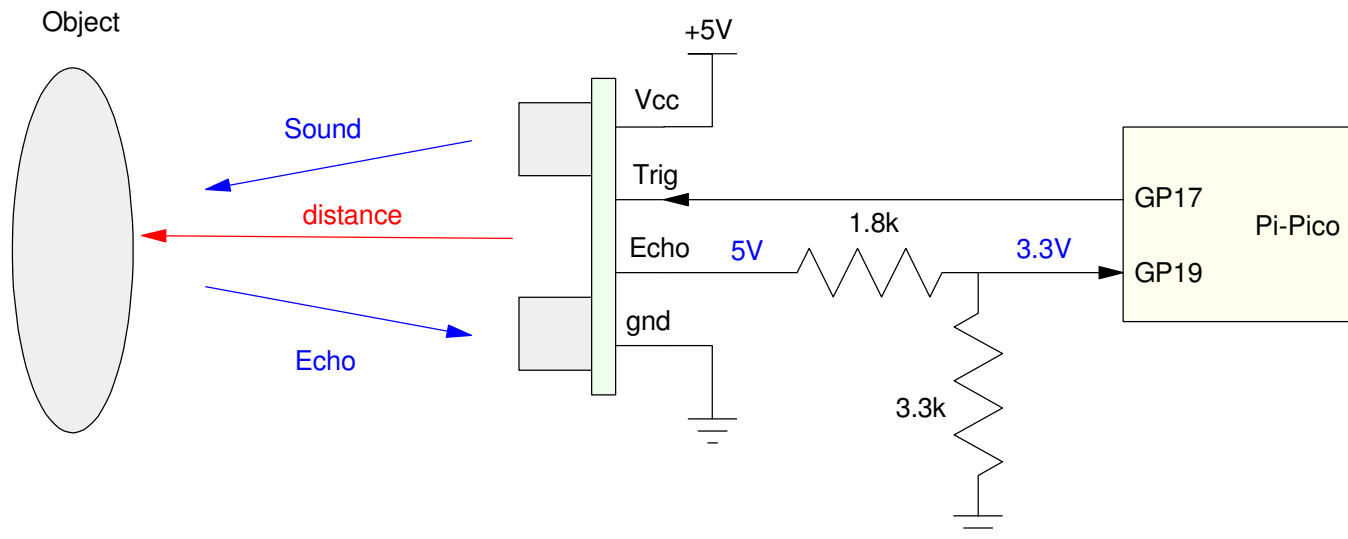 Object
+5V
Vcc
Sound
Trig
GP17
distance
1.8k
Pi-Pico
Echo
5V
3.3V
GP19
gnd
Echo
3.3k